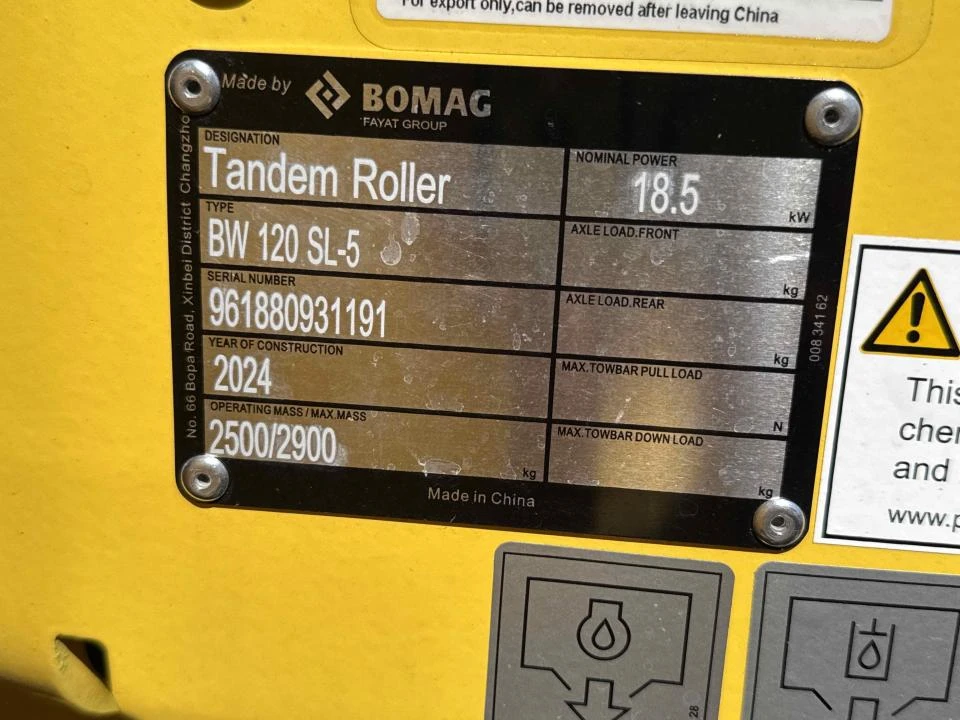 For export only,can be removed after leaving China
Made by BOMAG
FAYAT GROUP
DESIGNATION
Tandem Roller
NOMINAL POWER
18.5
kW
TYPE
BW 120 SL-5
AXLE LOAD.FRONT
kg
SERIAL NUMBER
961880931191
AXLE LOAD.REAR
kg
YEAR OF CONSTRUCTION
2024
MAX.TOWBAR PULL LOAD
N
OPERATING MASS / MAX.MASS
2500/2900
kg
MAX.TOWBAR DOWN LOAD
kg
Made in China
No. 66 Bopa Road, Xinbei District Changzho
008 341 62
This
and
www.p
28